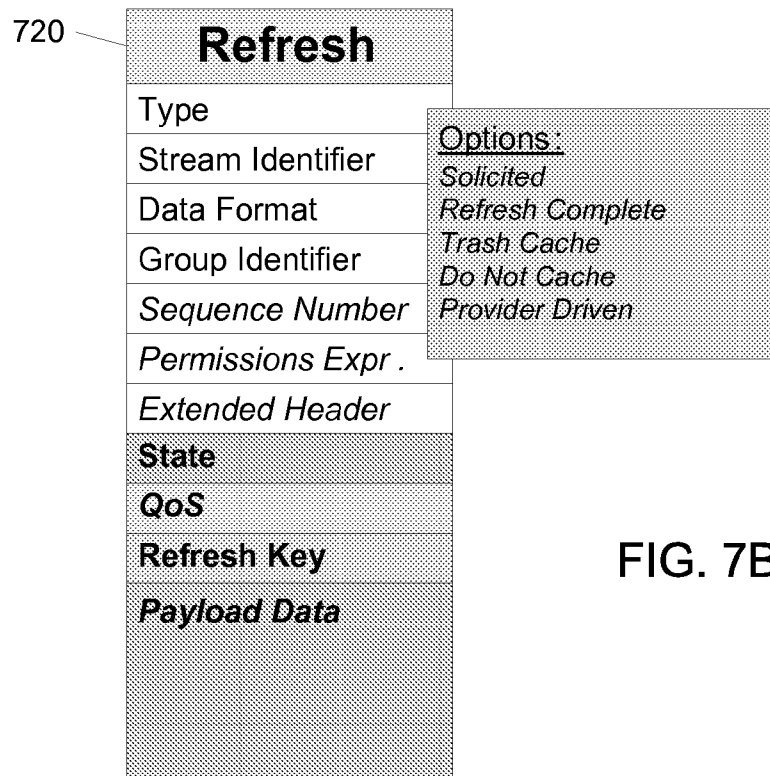 720
Refresh
Type
Stream Identifier
Data Format
Group Identifier
Sequence Number
Permissions Expr .
Extended Header
State
QoS
Refresh Key
Payload Data
Options:
Solicited
Refresh Complete
Trash Cache
Do Not Cache
Provider Driven
FIG. 7B